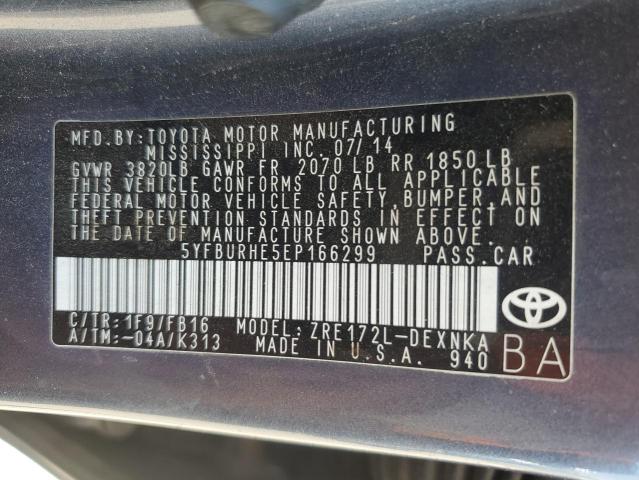 MFD.BY:TOYOTA MOTOR MANUFACTURING
MISSISSIPPI INC. 07/14
GVWR 3820LB GAWR FR 2070 LB RR 1850 LB
THIS VEHICLE CONFORMS TO ALL APPLICABLE
FEDERAL MOTOR VEHICLE SAFETY, BUMPER, AND
THEFT PREVENTION STANDARDS IN EFFECT ON
THE DATE OF MANUFACTURE SHOWN ABOVE.
5YFBURHE5EP166299 PASS.CAR
C/TR:1F9/FB16 MODEL:ZRE172L-DEXNKA
A/TM:-04A/K313 MADE IN U.S.A. 940 BA